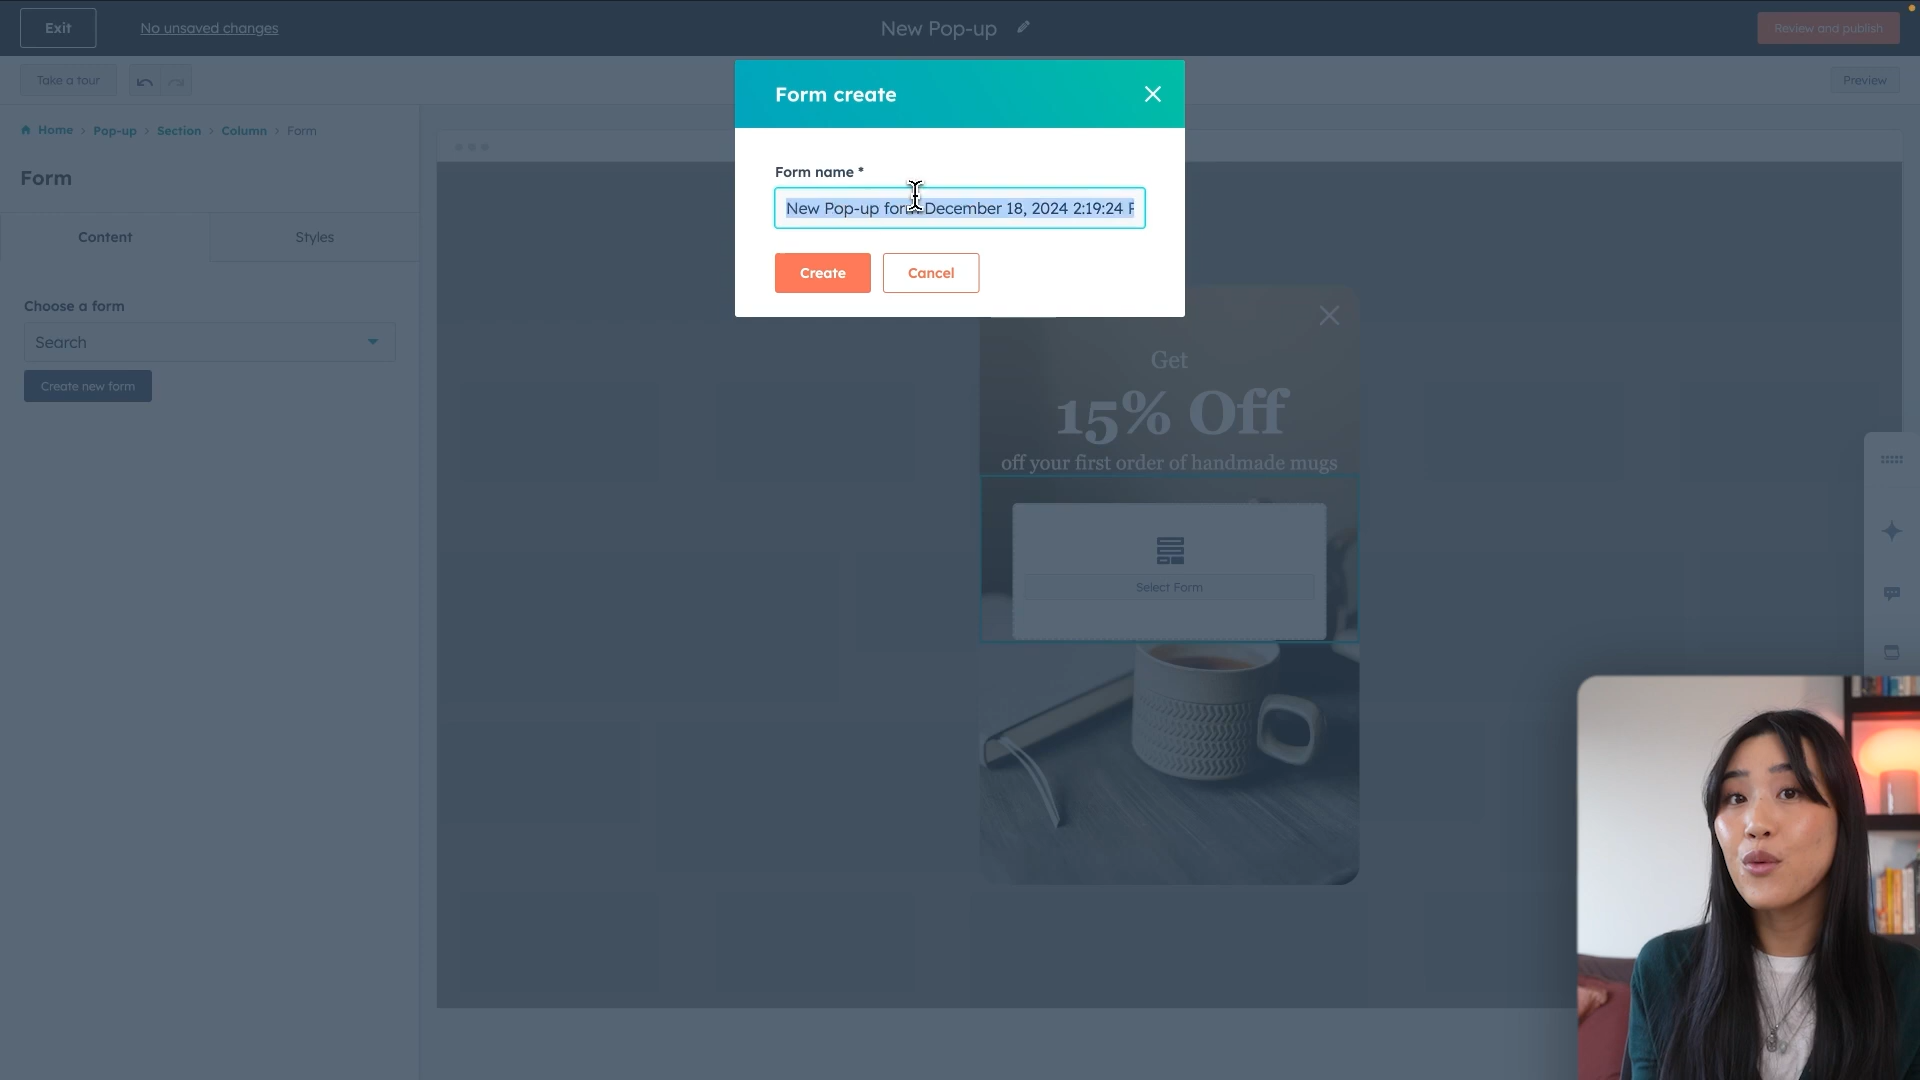 Exit
No unsaved changes
New Pop-up
Review and publish
Take a tour
Preview
Home > Pop-up > Section > Column > Form
Form
Content
Styles
Choose a form
Search
Create new form
Form create
Form name *
New Pop-up form December 18, 2024 2:19:24 P
Create
Cancel
Get
15% Off
off your first order of handmade mugs
Select Form